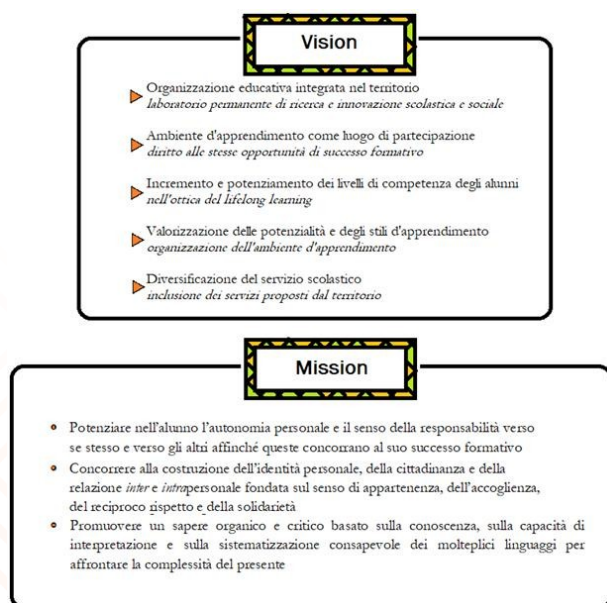 Vision
Organizzazione educativa integrata nel territorio
laboratorio permanente di ricerca e innovazione scolastica e sociale
Ambiente d'apprendimento come luogo di partecipazione
diritto alle stesse opportunità di successo formativo
Incremento e potenziamento dei livelli di competenza degli alunni
nell'ottica del lifelong learning
Valorizzazione delle potenzialità e degli stili d'apprendimento
organizzazione dell'ambiente d'apprendimento
Diversificazione del servizio scolastico
inclusione dei servizi proposti dal territorio
Mission
• Potenziare nell'alunno l'autonomia personale e il senso della responsabilità verso
se stesso e verso gli altri affinché queste concorrano al suo successo formativo
• Concorrere alla costruzione dell'identità personale, della cittadinanza e della
relazione inter e intrapersonale fondata sul senso di appartenenza, dell'accoglienza,
del reciproco rispetto e della solidarietà
• Promuovere un sapere organico e critico basato sulla conoscenza, sulla capacità di
interpretazione e sulla sistematizzazione consapevole dei molteplici linguaggi per
affrontare la complessità del presente